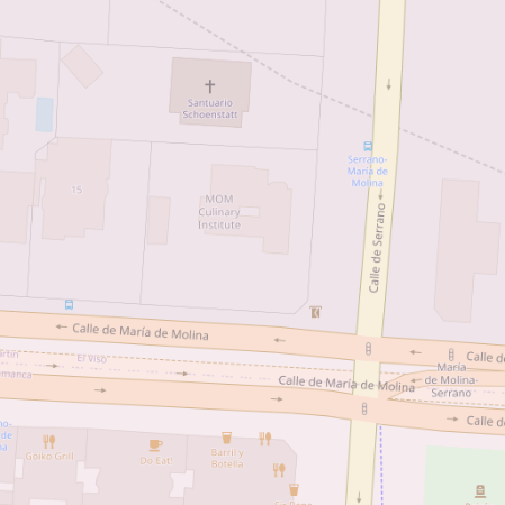 Santuario
Schoenstatt
Serrano-
María de
Molina
15
MOM
Culinary
Institute
Calle de Serrano
Calle de María de Molina
Calle de
El Viso
María
de Molina-
Serrano
Calle de María de Molina
Calle de
Goiko Grill
Do Eat!
Barril y
Botella